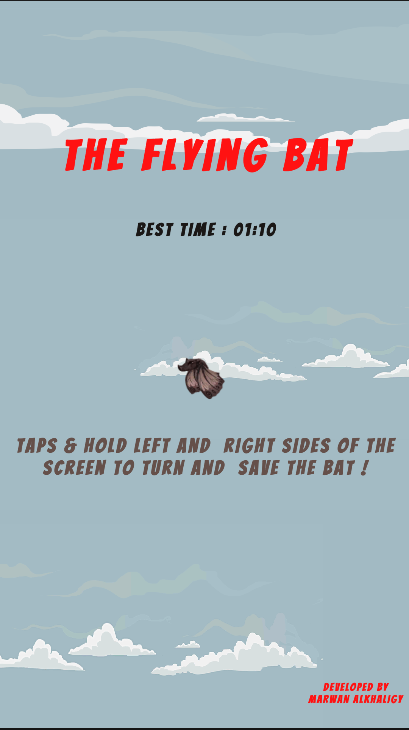 THE FLYING BAT
BEST TIME : 01:10
TAPS & HOLD LEFT AND RIGHT SIDES OF THE
SCREEN TO TURN AND SAVE THE BAT !
DEVELOPED BY
MARWAN ALKHALIGY